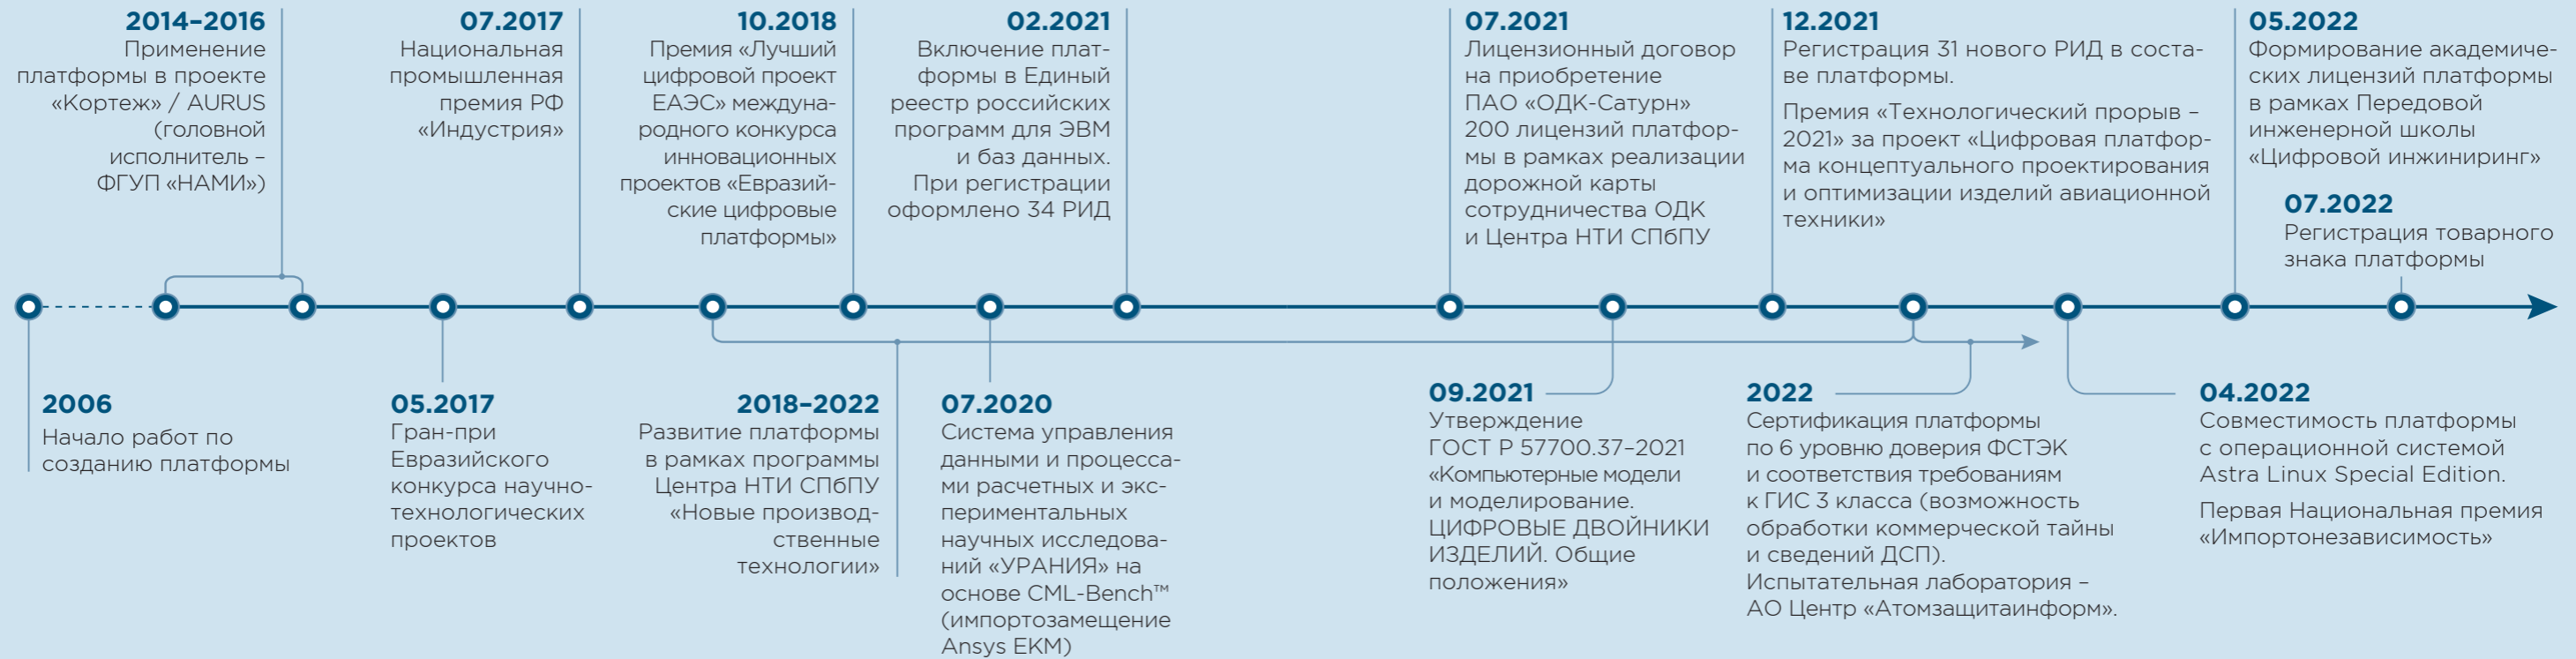 2014–2016
Применение
платформы в проекте
«Кортеж» / AURUS
(головной
исполнитель –
ФГУП «НАМИ»)
07.2017
Национальная
промышленная
премия РФ
«Индустрия»
10.2018
Премия «Лучший
цифровой проект
ЕАЭС» междуна-
родного конкурса
инновационных
проектов «Евразий-
ские цифровые
платформы»
02.2021
Включение плат-
формы в Единый
реестр российских
программ для ЭВМ
и баз данных.
При регистрации
оформлено 34 РИД
07.2021
Лицензионный договор
на приобретение
ПАО «ОДК-Сатурн»
200 лицензий платфор-
мы в рамках реализации
дорожной карты
сотрудничества ОДК
и Центра НТИ СПбПУ
12.2021
Регистрация 31 нового РИД в соста-
ве платформы.
Премия «Технологический прорыв –
2021» за проект «Цифровая платфор-
ма концептуального проектирования
и оптимизации изделий авиационной
техники»
05.2022
Формирование академиче-
ских лицензий платформы
в рамках Передовой
инженерной школы
«Цифровой инжиниринг»
07.2022
Регистрация товарного
знака платформы
2006
Начало работ по
созданию платформы
05.2017
Гран-при
Евразийского
конкурса научно-
технологических
проектов
2018–2022
Развитие платформы
в рамках программы
Центра НТИ СПбПУ
«Новые производ-
ственные
технологии»
07.2020
Система управления
данными и процесса-
ми расчетных и экс-
периментальных
научных исследова-
ний «УРАНИЯ» на
основе CML-Bench™
(импортозамещение
Ansys EKM)
09.2021
Утверждение
ГОСТ Р 57700.37–2021
«Компьютерные модели
и моделирование.
ЦИФРОВЫЕ ДВОЙНИКИ
ИЗДЕЛИЙ. Общие
положения»
2022
Сертификация платформы
по 6 уровню доверия ФСТЭК
и соответствия требованиям
к ГИС 3 класса (возможность
обработки коммерческой тайны
и сведений ДСП).
Испытательная лаборатория –
АО Центр «Атомзащитаинформ».
04.2022
Совместимость платформы
с операционной системой
Astra Linux Special Edition.
Первая Национальная премия
«Импортонезависимость»